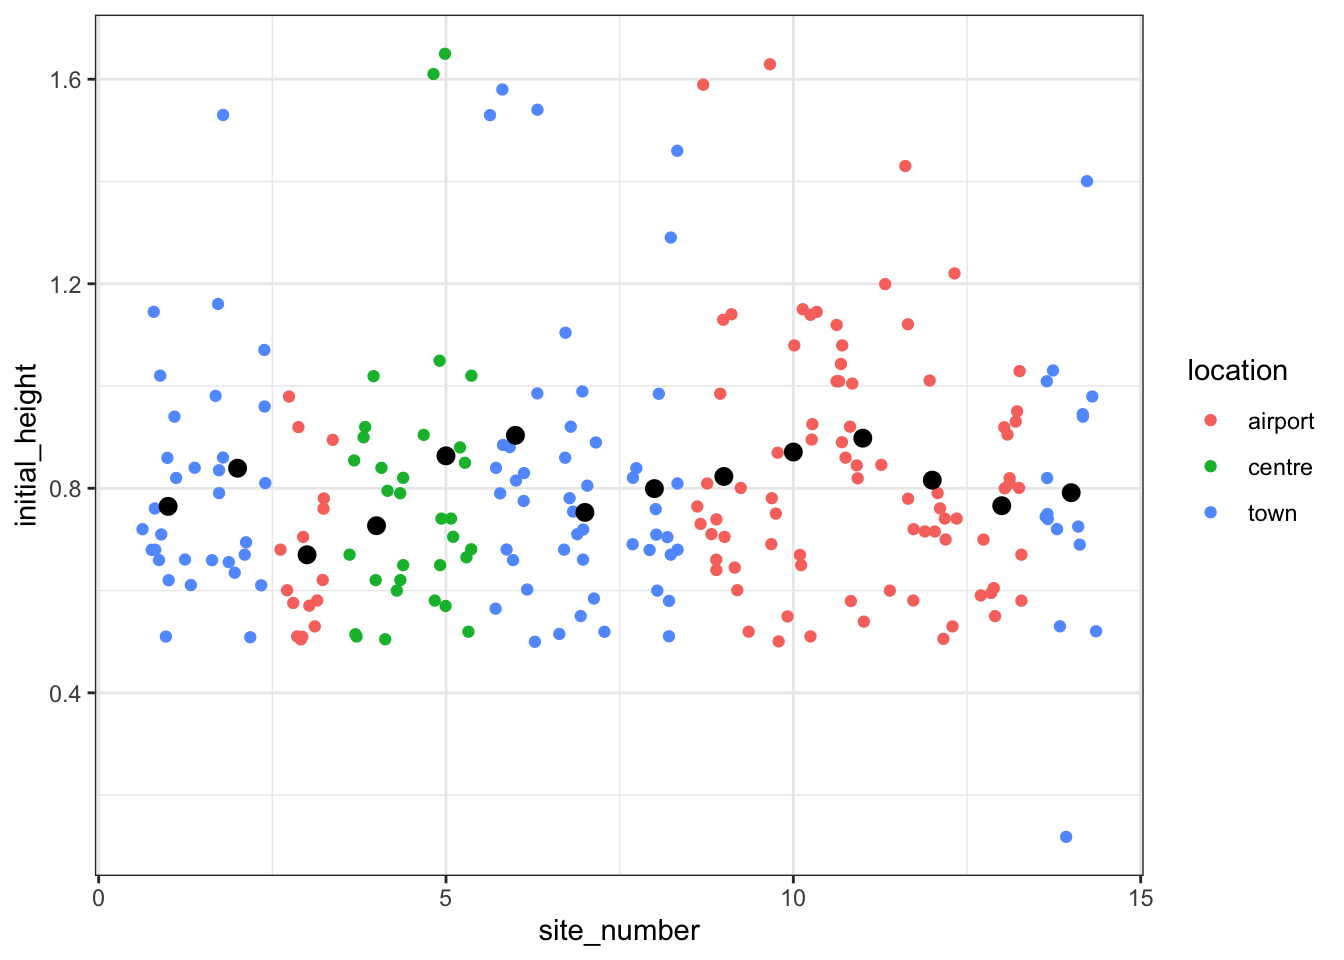 1.6
1.2
0.8
0.4
initial_height
0
5
10
15
site_number
location
airport
centre
town